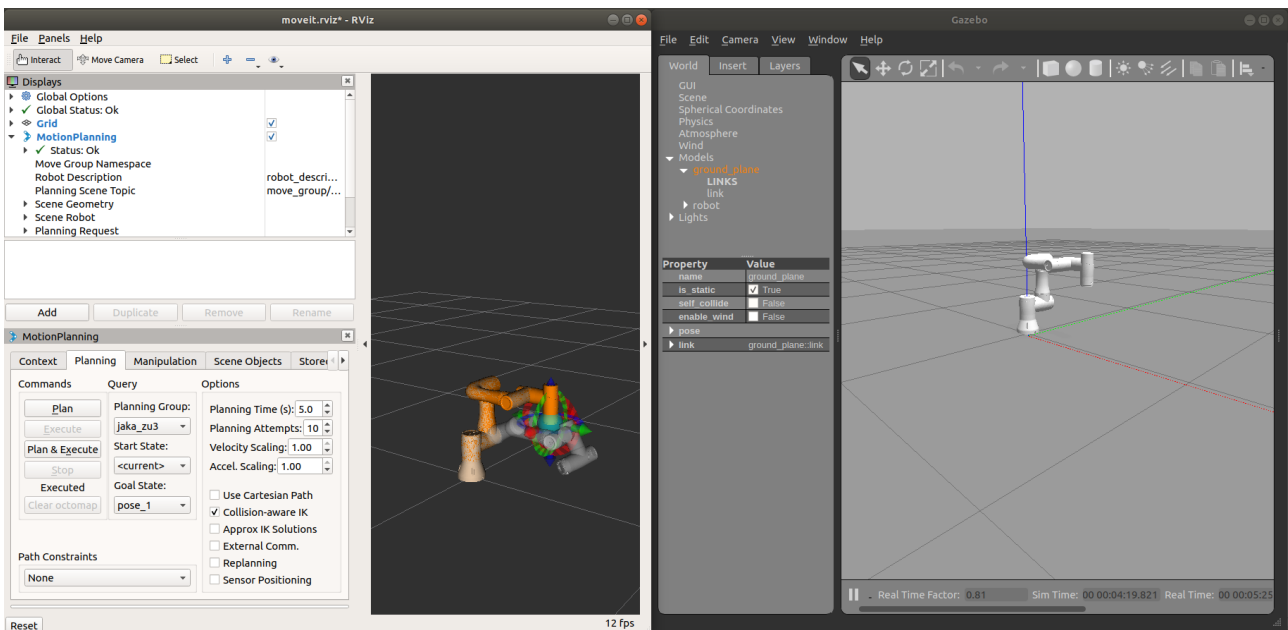 moveit.rviz* - RViz
File Panels Help
Interact Move Camera Select
Displays
Global Options
Global Status: Ok
Grid
MotionPlanning
Status: Ok
Move Group Namespace
Robot Description robot_descri...
Planning Scene Topic move_group/...
Scene Geometry
Scene Robot
Planning Request
Add Duplicate Remove Rename
MotionPlanning
Context Planning Manipulation Scene Objects Store
Commands Query Options
Plan Planning Group: Planning Time (s): 5.0
Execute jaka_zu3 Planning Attempts: 10
Plan & Execute Start State: Velocity Scaling: 1.00
Stop <current> Accel. Scaling: 1.00
Executed Goal State: Use Cartesian Path
Clear octomap pose_1 Collision-aware IK
Approx IK Solutions
External Comm.
Path Constraints Replanning
None Sensor Positioning
Reset 12 fps
Gazebo
File Edit Camera View Window Help
World Insert Layers
GUI
Scene
Spherical Coordinates
Physics
Atmosphere
Wind
Models
ground_plane
LINKS
link
robot
Lights
Property Value
name ground_plane
is_static True
self_collide False
enable_wind False
pose
link ground_plane::link
Real Time Factor: 0.81 Sim Time: 00 00:04:19.821 Real Time: 00 00:05:25